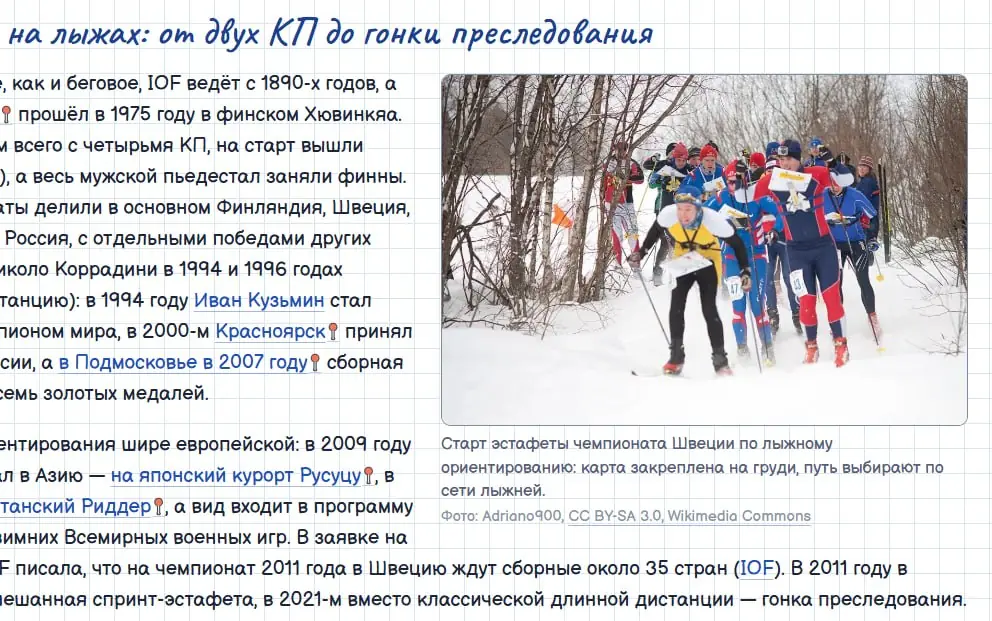 на лыжах: от двух КП до гонки преследования
, как и беговое, IOF ведёт с 1890-х годов, а
прошёл в 1975 году в финском Хювинкяа.
м всего с четырьмя КП, на старт вышли
), а весь мужской пьедестал заняли финны.
аты делили в основном Финляндия, Швеция,
Россия, с отдельными победами других
иколо Коррадини в 1994 и 1996 годах
станцию): в 1994 году Иван Кузьмин стал
пионом мира, в 2000-м Красноярск принял
сии, а в Подмосковье в 2007 году сборная
семь золотых медалей.
ентирования шире европейской: в 2009 году
ал в Азию — на японский курорт Русуцу, в
танский Риддер, а вид входит в программу
зимних Всемирных военных игр. В заявке на
F писала, что на чемпионат 2011 года в Швецию ждут сборные около 35 стран (IOF). В 2011 году в
мешанная спринт-эстафета, в 2021-м вместо классической длинной дистанции — гонка преследования.
47
13
Старт эстафеты чемпионата Швеции по лыжному
ориентированию: карта закреплена на груди, путь выбирают по
сети лыжней.
Фото: Adriano900, CC BY-SA 3.0, Wikimedia Commons